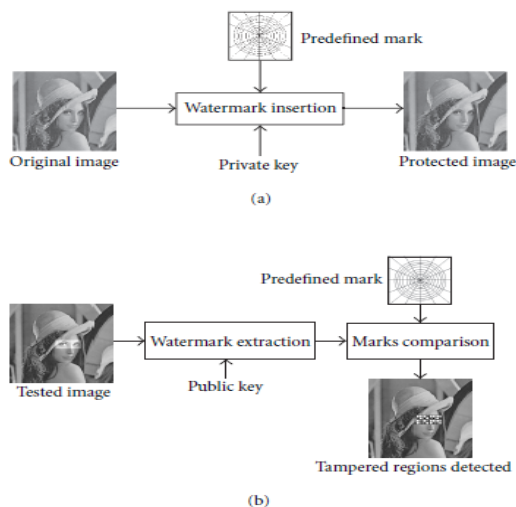 Predefined mark
Watermark insertion
Original image
Protected image
Private key
(a)
Predefined mark
Watermark extraction
Marks comparison
Tested image
Public key
Tampered regions detected
(b)